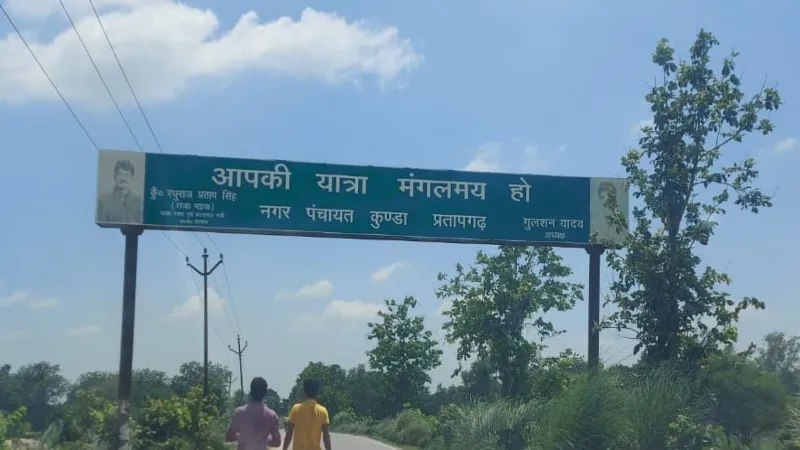 आपकी यात्रा मंगलमय हो
कुँ० रघुराज प्रताप सिंह
(राजा भइया)
नगर पंचायत कुण्डा प्रतापगढ़
गुलशन यादव
अध्यक्ष